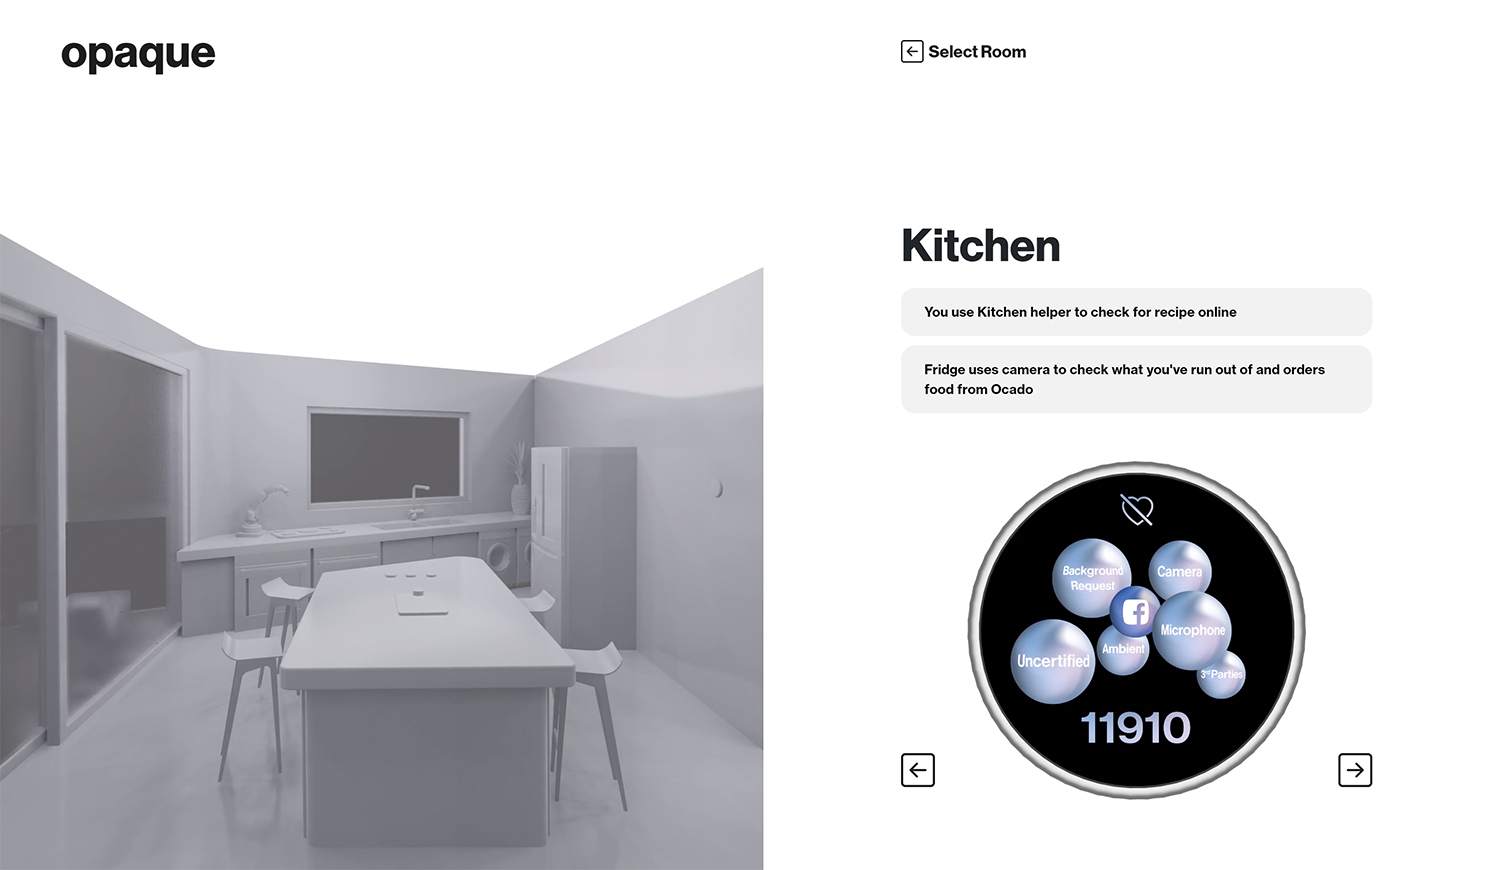 opaque
Select Room
Kitchen
You use Kitchen helper to check for recipe online
Fridge uses camera to check what you've run out of and orders
food from Ocado
Background
Request
Camera
Microphone
Ambient
Uncertified
3rd Parties
11910